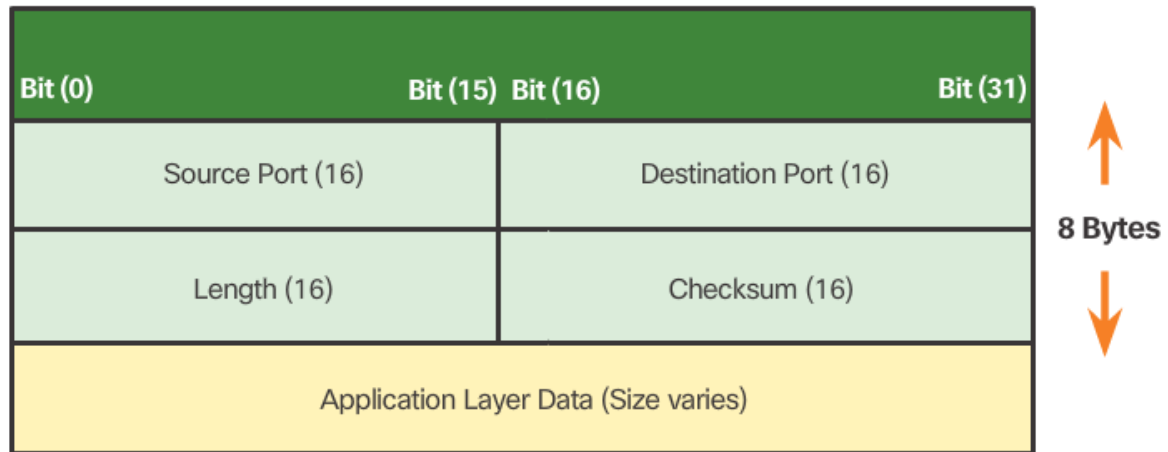 Bit (0) Bit (15) Bit (16) Bit (31)
Source Port (16) Destination Port (16)
8 Bytes
Length (16) Checksum (16)
Application Layer Data (Size varies)